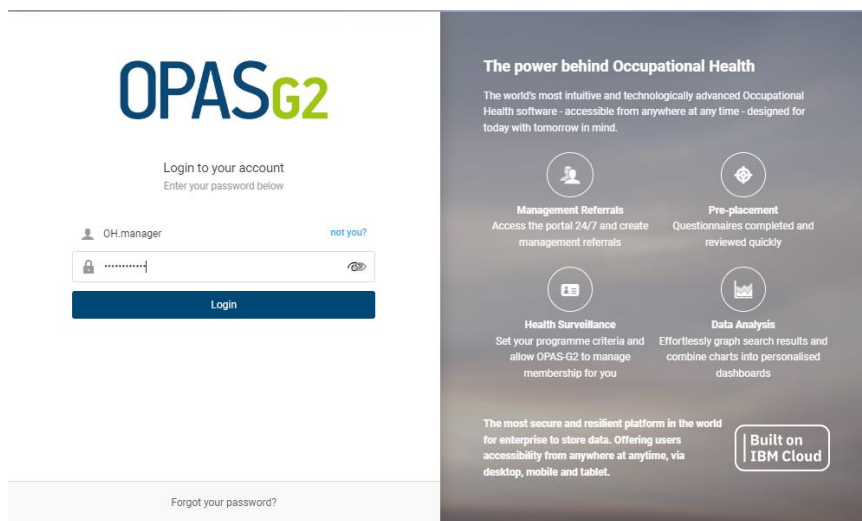 OPASG2
Login to your account
Enter your password below
OH.manager
not you?
Login
Forgot your password?
The power behind Occupational Health
The world's most intuitive and technologically advanced Occupational
Health software - accessible from anywhere at any time - designed for
today with tomorrow in mind.
Management Referrals
Access the portal 24/7 and create
management referrals
Pre-placement
Questionnaires completed and
reviewed quickly
Health Surveillance
Set your programme criteria and
allow OPAS-G2 to manage
membership for you
Data Analysis
Effortlessly graph search results and
combine charts into personalised
dashboards
The most secure and resilient platform in the world
for enterprise to store data. Offering users
accessibility from anywhere at anytime, via
desktop, mobile and tablet.
Built on
IBM Cloud